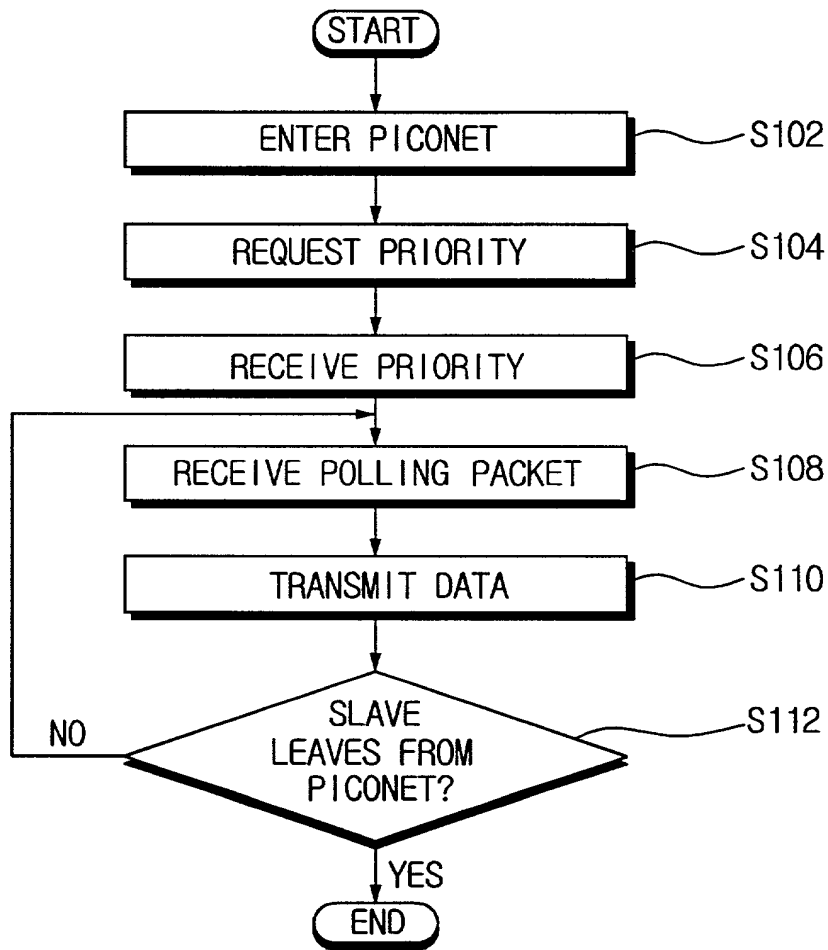 START
ENTER PICONET
S102
REQUEST PRIORITY
S104
RECEIVE PRIORITY
S106
RECEIVE POLLING PACKET
S108
TRANSMIT DATA
S110
SLAVE
LEAVES FROM
PICONET?
S112
NO
YES
END